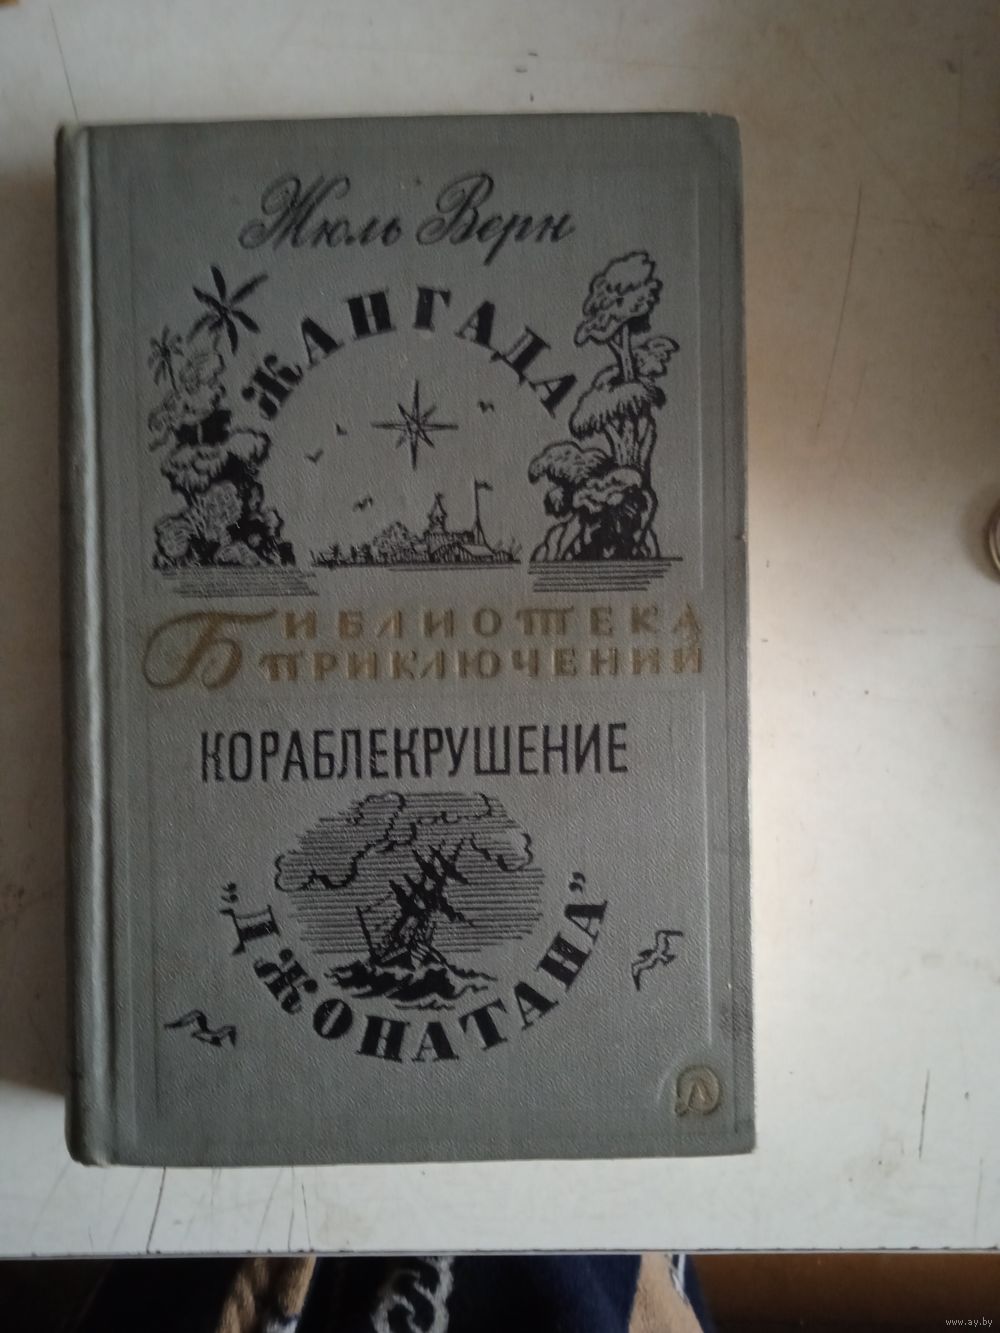 Жюль Верн
ЖАНГАДА
БИБЛИОТЕКА
ПРИКЛЮЧЕНИЙ
КОРАБЛЕКРУШЕНИЕ
„ДЖОНАТАНА”
Д
www.ay.by